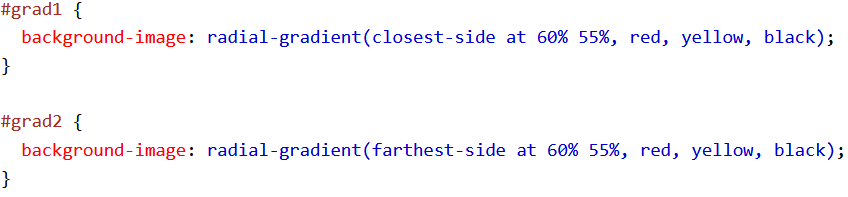 #grad1 {
  background-image: radial-gradient(closest-side at 60% 55%, red, yellow, black);
}
#grad2 {
  background-image: radial-gradient(farthest-side at 60% 55%, red, yellow, black);
}